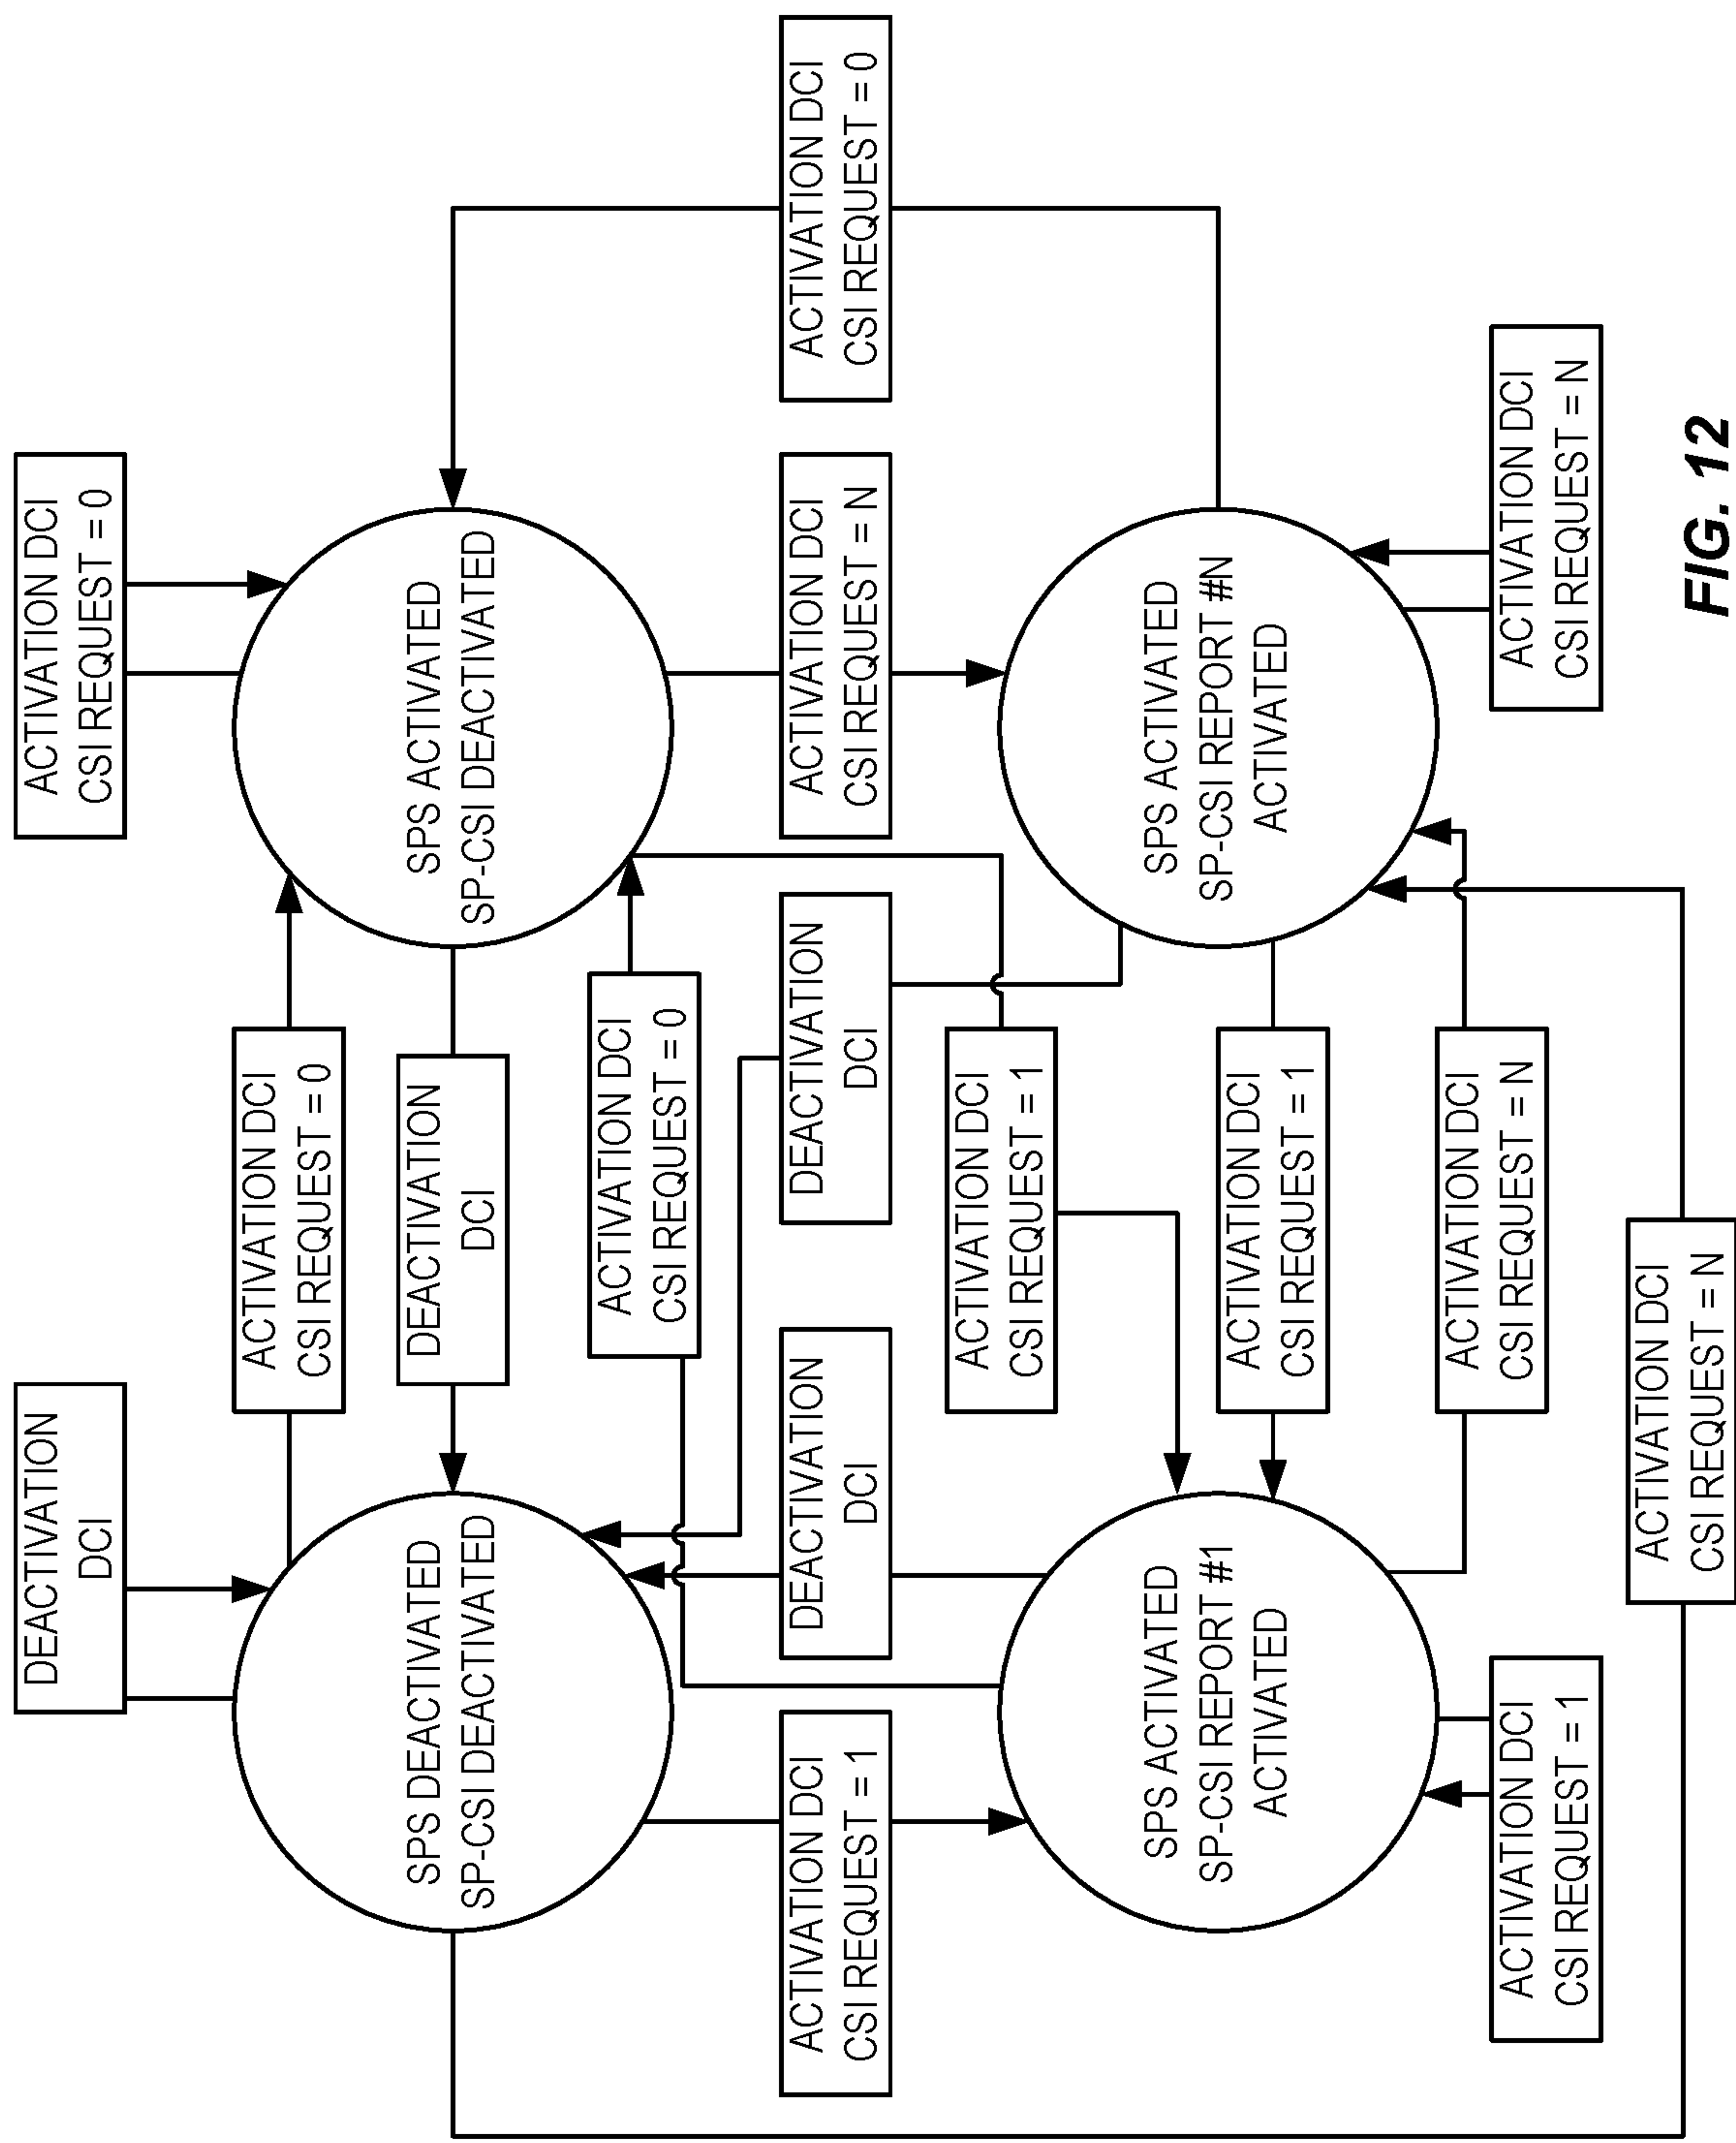 DEACTIVATION
DCI
ACTIVATION DCI
CSI REQUEST = 0
ACTIVATION DCI
CSI REQUEST = 0
SPS DEACTIVATED
SP-CSI DEACTIVATED
DEACTIVATION
DCI
SPS ACTIVATED
SP-CSI DEACTIVATED
ACTIVATION DCI
CSI REQUEST = 0
ACTIVATION DCI
CSI REQUEST = 1
DEACTIVATION
DCI
DEACTIVATION
DCI
ACTIVATION DCI
CSI REQUEST = N
ACTIVATION DCI
CSI REQUEST = 0
ACTIVATION DCI
CSI REQUEST = 1
SPS ACTIVATED
SP-CSI REPORT #1
ACTIVATED
ACTIVATION DCI
CSI REQUEST = 1
SPS ACTIVATED
SP-CSI REPORT #N
ACTIVATED
ACTIVATION DCI
CSI REQUEST = N
ACTIVATION DCI
CSI REQUEST = 1
ACTIVATION DCI
CSI REQUEST = N
ACTIVATION DCI
CSI REQUEST = N
FIG. 12